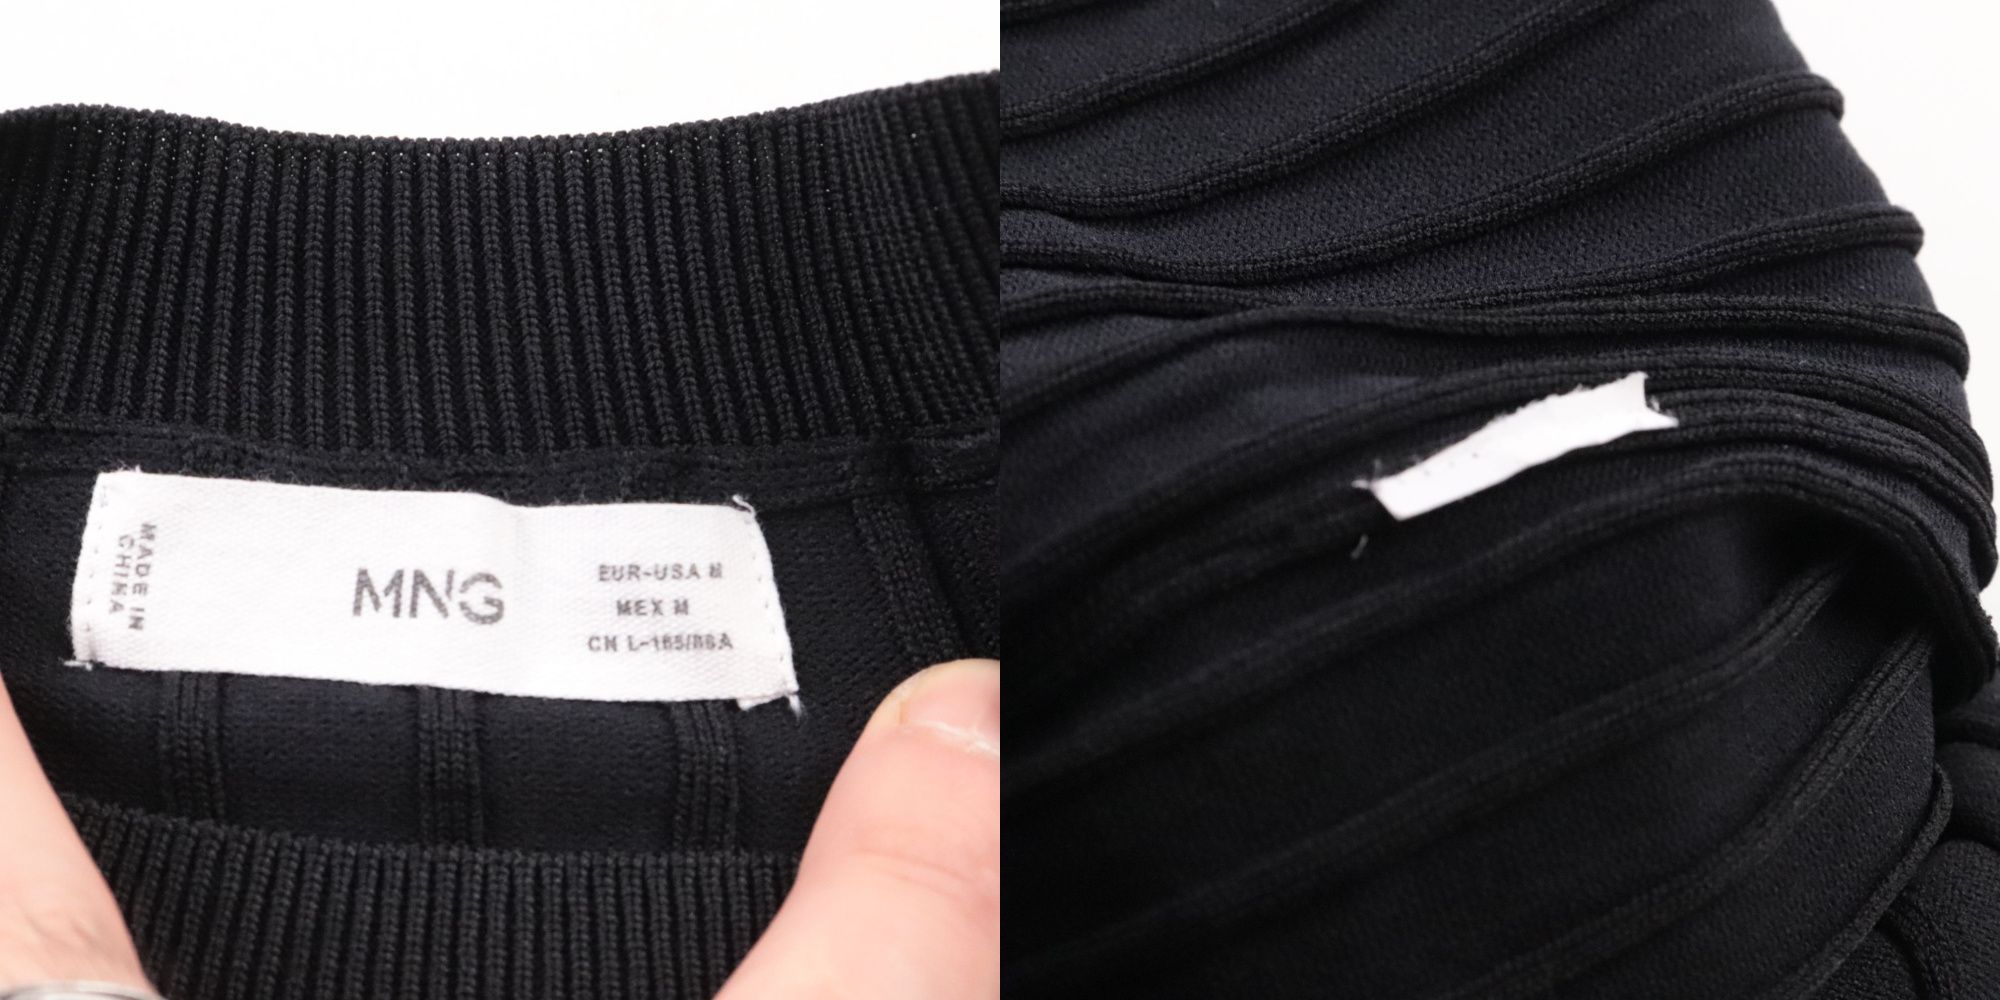 MADE IN
CHINA
MNG
EUR-USA M
MEX M
CN L-165/88A